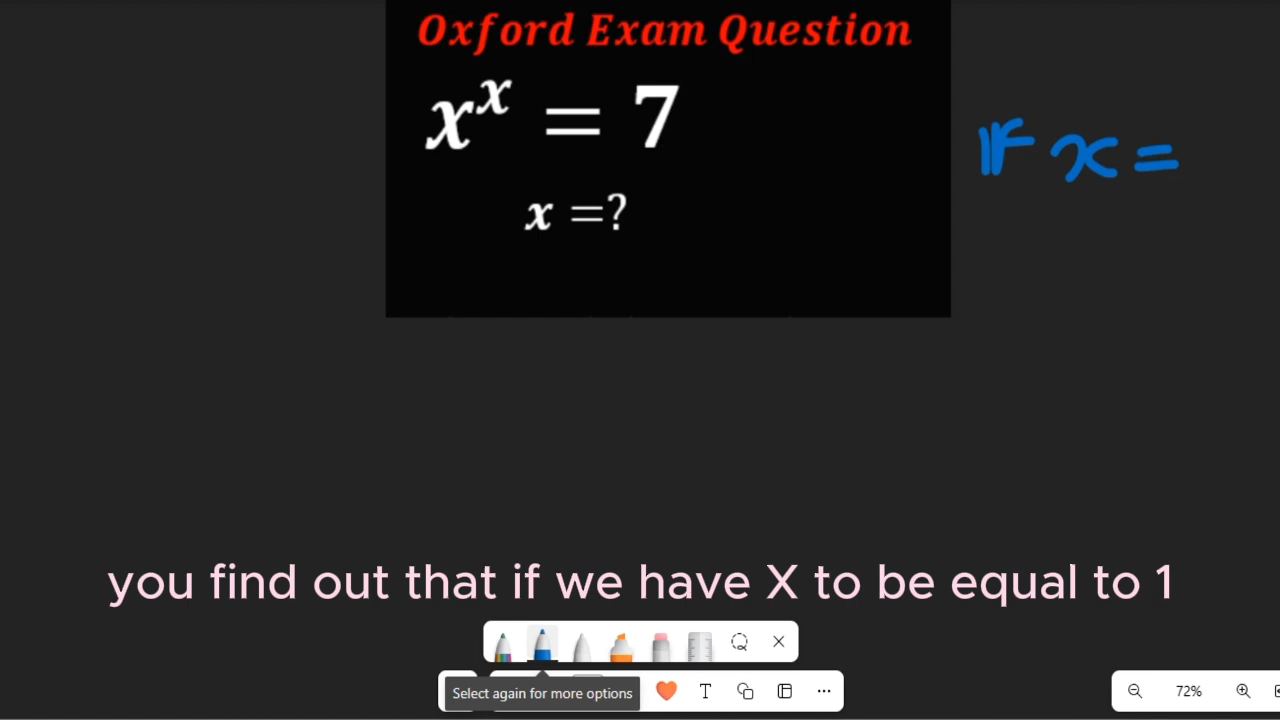 Oxford Exam Question
xˣ = 7
x =?
IF x =
you find out that if we have X to be equal to 1
Select again for more options
T
...
72%